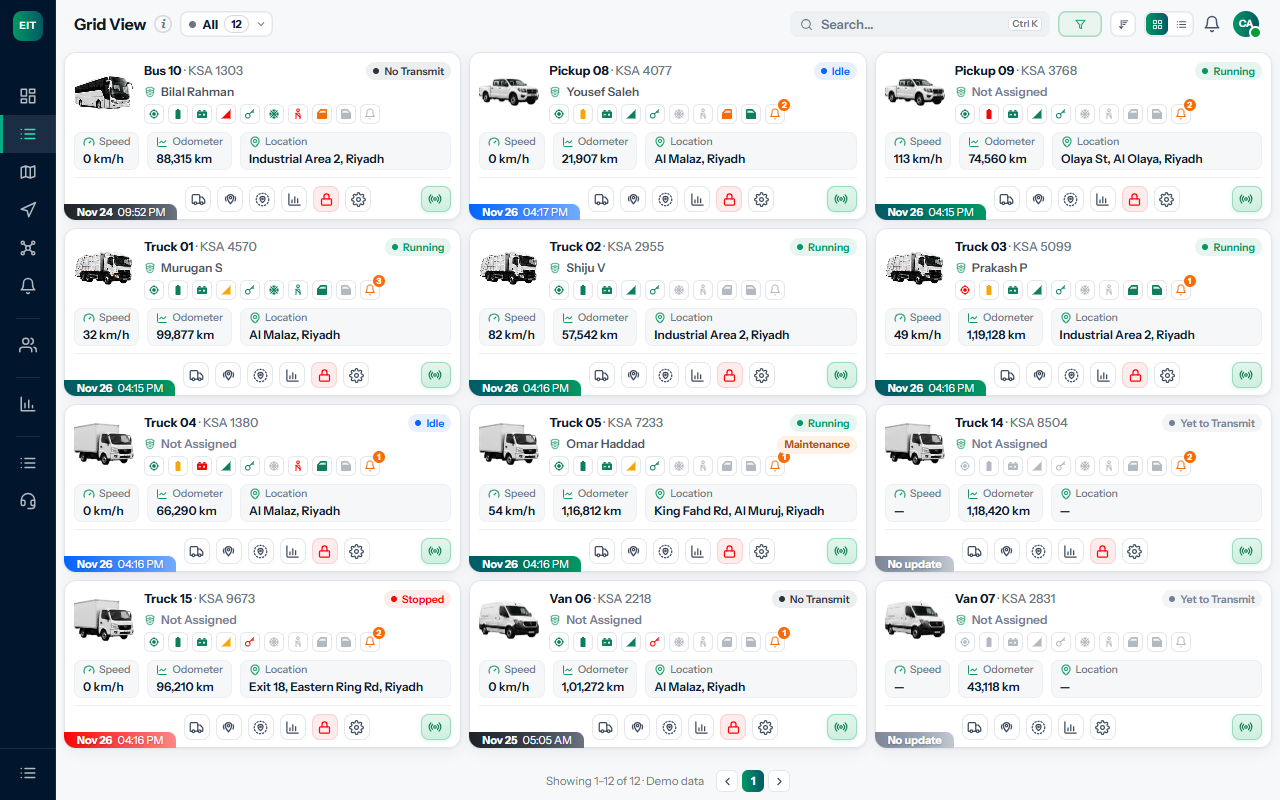 EIT
Grid View
All 12
Search... Ctrl K
CA
Bus 10 · KSA 1303
No Transmit
Bilal Rahman
Speed Odometer Location
0 km/h 88,315 km Industrial Area 2, Riyadh
Nov 24 09:52 PM
Pickup 08 · KSA 4077
Idle
Yousef Saleh
2
Speed Odometer Location
0 km/h 21,907 km Al Malaz, Riyadh
Nov 26 04:17 PM
Pickup 09 · KSA 3768
Running
Not Assigned
2
Speed Odometer Location
113 km/h 74,560 km Olaya St, Al Olaya, Riyadh
Nov 26 04:15 PM
Truck 01 · KSA 4570
Running
Murugan S
3
Speed Odometer Location
32 km/h 99,877 km Al Malaz, Riyadh
Nov 26 04:15 PM
Truck 02 · KSA 2955
Running
Shiju V
Speed Odometer Location
82 km/h 57,542 km Industrial Area 2, Riyadh
Nov 26 04:16 PM
Truck 03 · KSA 5099
Running
Prakash P
1
Speed Odometer Location
49 km/h 1,19,128 km Industrial Area 2, Riyadh
Nov 26 04:16 PM
Truck 04 · KSA 1380
Idle
Not Assigned
1
Speed Odometer Location
0 km/h 66,290 km Al Malaz, Riyadh
Nov 26 04:16 PM
Truck 05 · KSA 7233
Running
Omar Haddad
Maintenance
1
Speed Odometer Location
54 km/h 1,16,812 km King Fahd Rd, Al Muruj, Riyadh
Nov 26 04:16 PM
Truck 14 · KSA 8504
Yet to Transmit
Not Assigned
2
Speed Odometer Location
— 1,18,420 km —
No update
Truck 15 · KSA 9673
Stopped
Not Assigned
2
Speed Odometer Location
0 km/h 96,210 km Exit 18, Eastern Ring Rd, Riyadh
Nov 26 04:16 PM
Van 06 · KSA 2218
No Transmit
Not Assigned
1
Speed Odometer Location
0 km/h 1,01,272 km Al Malaz, Riyadh
Nov 25 05:05 AM
Van 07 · KSA 2831
Yet to Transmit
Not Assigned
Speed Odometer Location
— 43,118 km —
No update
Showing 1–12 of 12 · Demo data
1